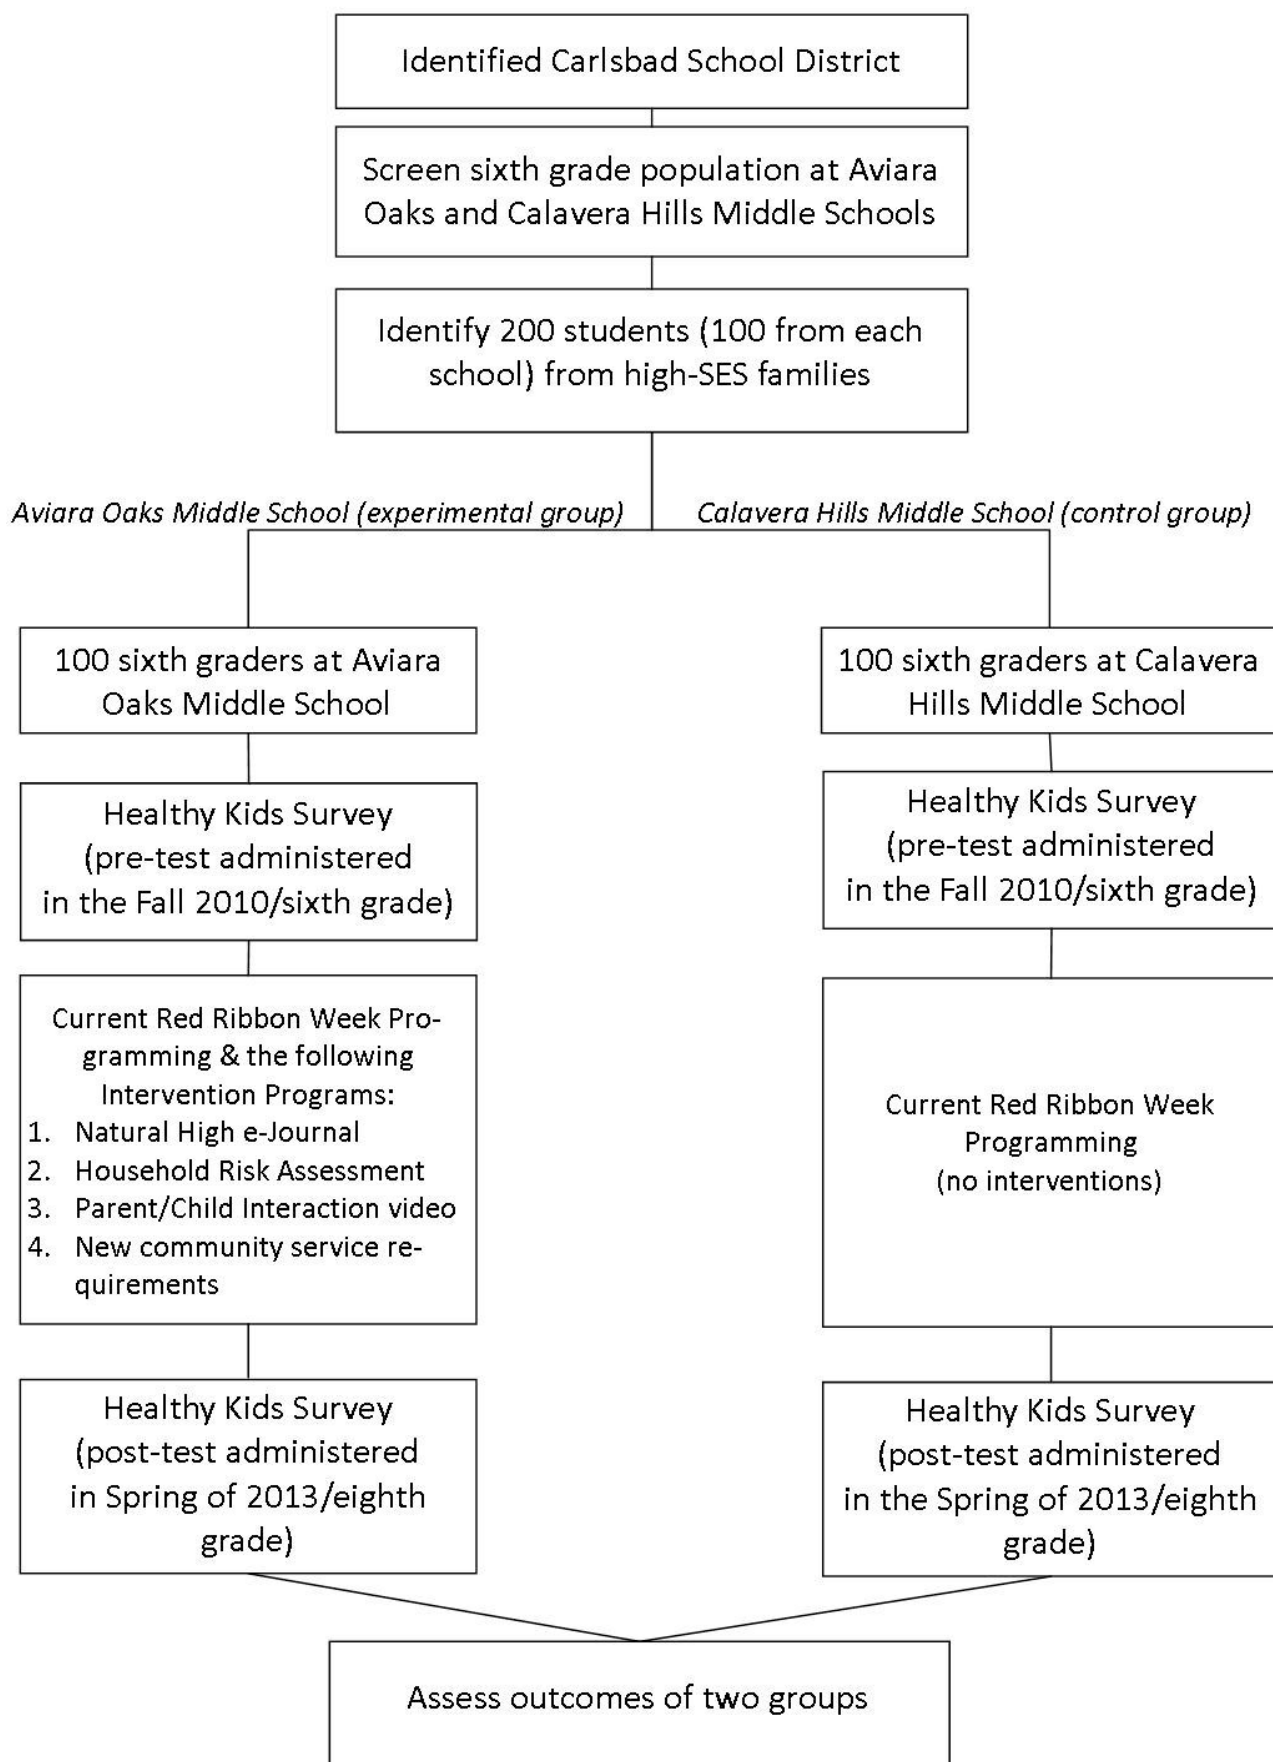 Identified Carlsbad School District
Screen sixth grade population at Aviara
Oaks and Calavera Hills Middle Schools
Identify 200 students (100 from each
school) from high-SES families
Aviara Oaks Middle School (experimental group)
Calavera Hills Middle School (control group)
100 sixth graders at Aviara
Oaks Middle School
Healthy Kids Survey
(pre-test administered
in the Fall 2010/sixth grade)
Current Red Ribbon Week Pro-
gramming & the following
Intervention Programs:
1. Natural High e-Journal
2. Household Risk Assessment
3. Parent/Child Interaction video
4. New community service re-
quirements
Healthy Kids Survey
(post-test administered
in Spring of 2013/eighth
grade)
100 sixth graders at Calavera
Hills Middle School
Healthy Kids Survey
(pre-test administered
in the Fall 2010/sixth grade)
Current Red Ribbon Week
Programming
(no interventions)
Healthy Kids Survey
(post-test administered
in the Spring of 2013/eighth
grade)
Assess outcomes of two groups